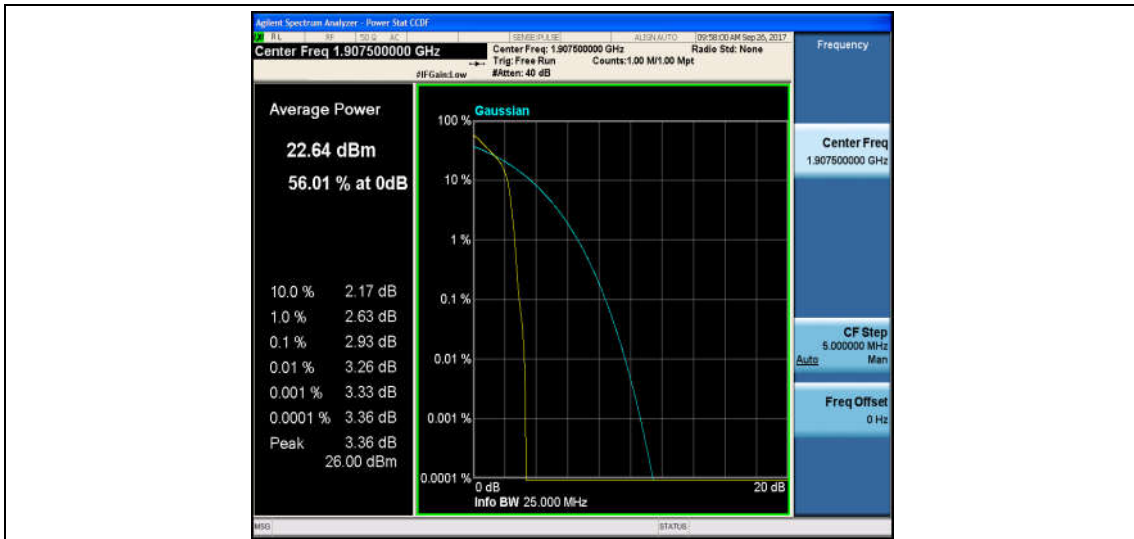 Agilent Spectrum Analyzer - Power Stat CCDF
RL RF 50 Ω AC SENSE:PULSE ALIGNAUTO 09:58:00 AM Sep 26, 2017
Center Freq 1.907500000 GHz
Center Freq: 1.907500000 GHz Radio Std: None
Trig: Free Run Counts:1.00 M/1.00 Mpt
#IFGain:Low #Atten: 40 dB
Frequency
Average Power
22.64 dBm
56.01 % at 0dB
10.0 % 2.17 dB
1.0 % 2.63 dB
0.1 % 2.93 dB
0.01 % 3.26 dB
0.001 % 3.33 dB
0.0001 % 3.36 dB
Peak 3.36 dB
26.00 dBm
Gaussian
100 %
10 %
1 %
0.1 %
0.01 %
0.001 %
0.0001 %
0 dB 20 dB
Info BW 25.000 MHz
Center Freq
1.907500000 GHz
CF Step
5.000000 MHz
Auto Man
Freq Offset
0 Hz
MSG STATUS